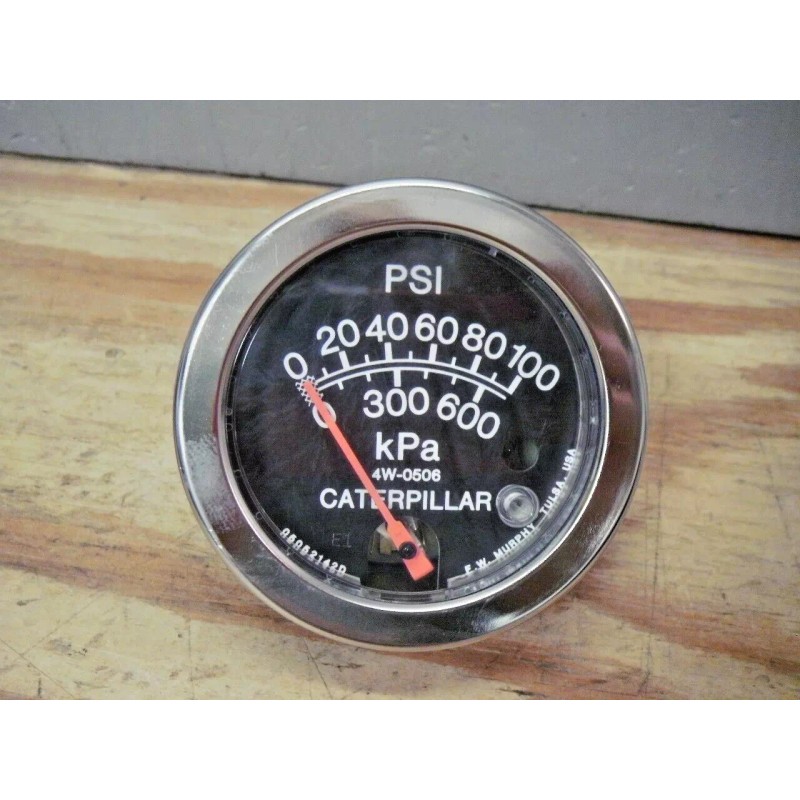 PSI
0 20 40 60 80 100
0 300 600
kPa
4W-0506
CATERPILLAR
E1
F.W. MURPHY TULSA, USA